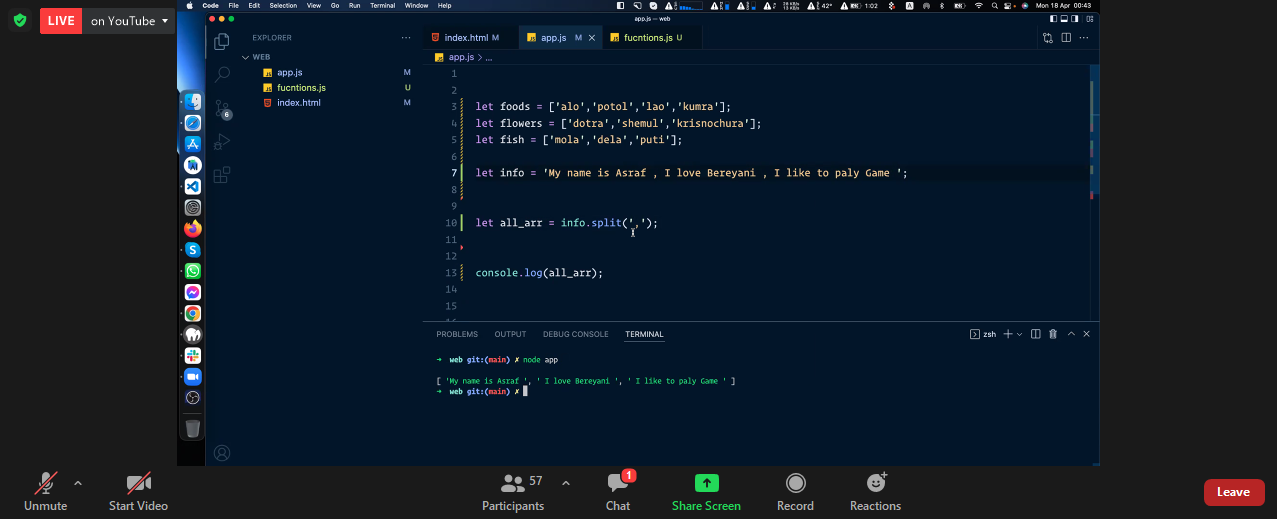 Code File Edit Selection View Go Run Terminal Window Help 42° 1:02 Mon 18 Apr 00:43
LIVE on YouTube
app.js — web
EXPLORER
index.html M
app.js M
fucntions.js U
WEB
app.js > ...
app.js M
fucntions.js U
index.html M
6
1
2
3 let foods = ['alo','potol','lao','kumra'];
4 let flowers = ['dotra','shemul','krisnochura'];
5 let fish = ['mola','dela','puti'];
6
7 let info = 'My name is Asraf , I love Bereyani , I like to paly Game ';
8
9
10 let all_arr = info.split(',');
11
12
13 console.log(all_arr);
14
15
PROBLEMS OUTPUT DEBUG CONSOLE TERMINAL zsh
→ web git:(main) ✗ node app
[ 'My name is Asraf ', ' I love Bereyani ', ' I like to paly Game ' ]
→ web git:(main) ✗
57
1
Unmute Start Video Participants Chat Share Screen Record Reactions Leave